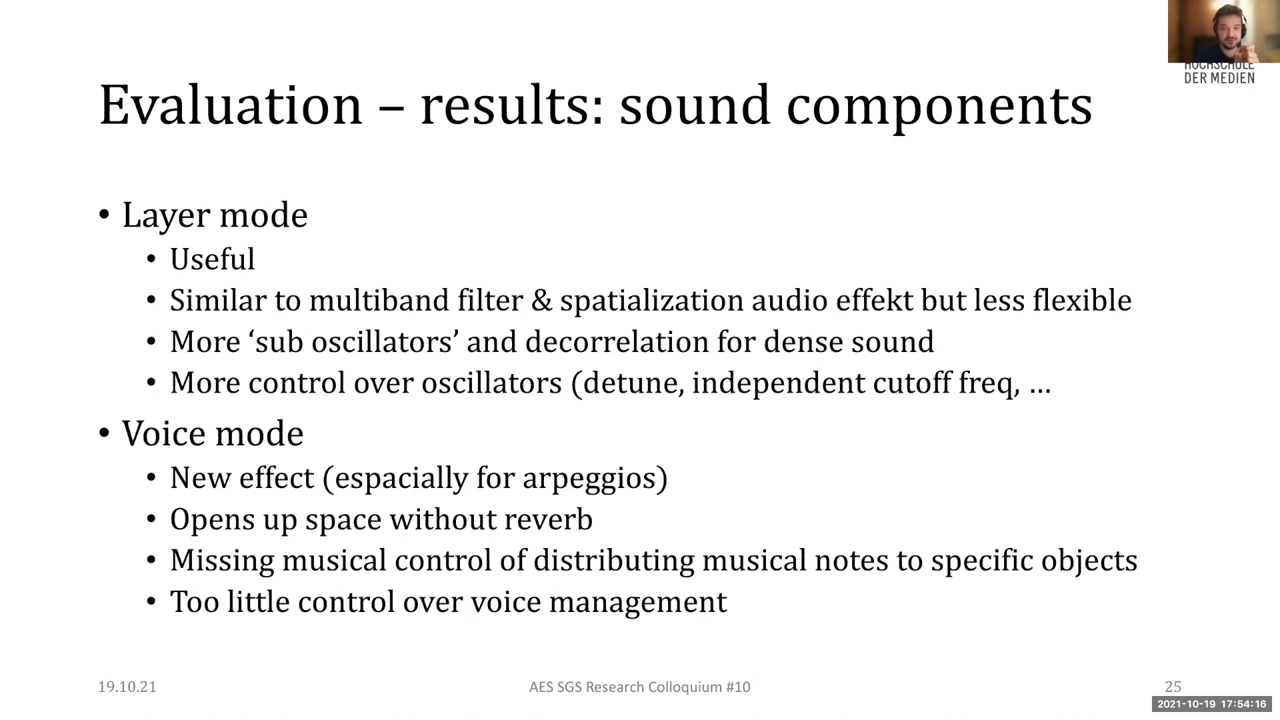 HOCHSCHULE
DER MEDIEN
Evaluation – results: sound components
• Layer mode
• Useful
• Similar to multiband filter & spatialization audio effekt but less flexible
• More ‘sub oscillators’ and decorrelation for dense sound
• More control over oscillators (detune, independent cutoff freq, …
• Voice mode
• New effect (espacially for arpeggios)
• Opens up space without reverb
• Missing musical control of distributing musical notes to specific objects
• Too little control over voice management
19.10.21
AES SGS Research Colloquium #10
25
2021-10-19 17:54:16